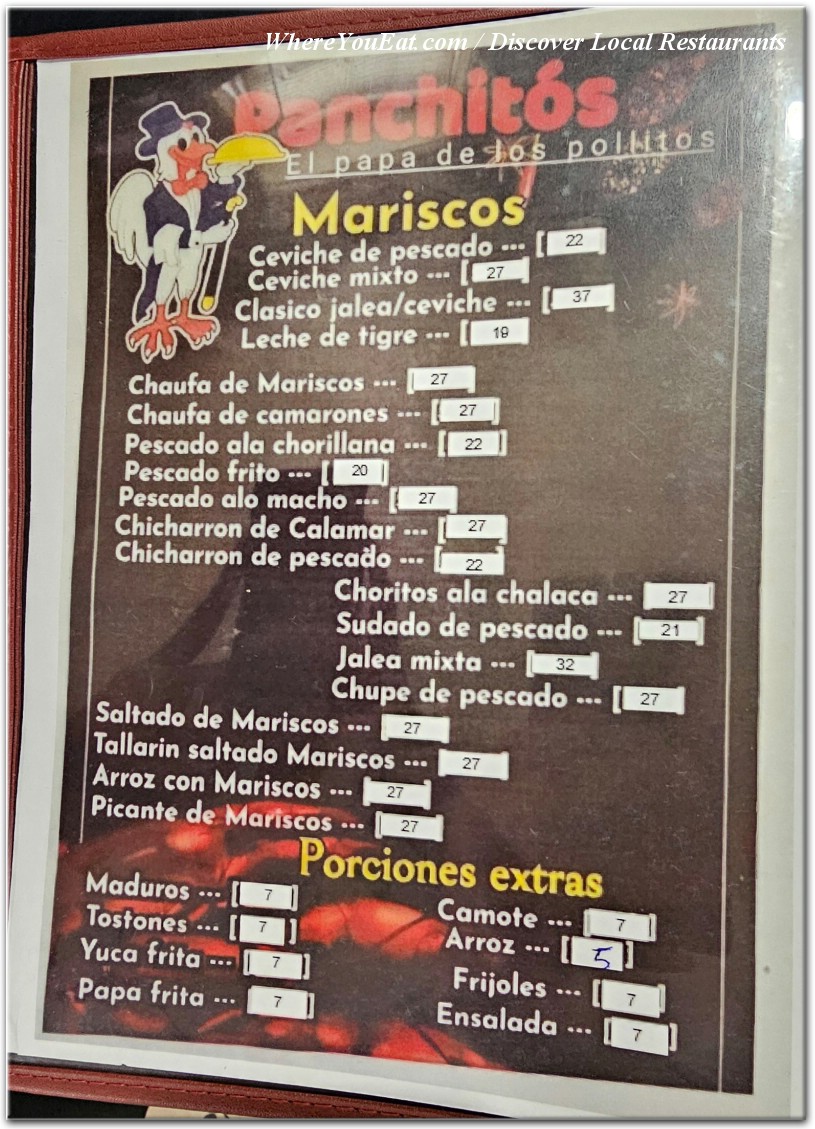 WhereYouEat.com / Discover Local Restaurants
Panchitós
El papa de los pollitos
Mariscos
Ceviche de pescado --- [ 22 ]
Ceviche mixto --- [ 27 ]
Clasico jalea/ceviche --- [ 37 ]
Leche de tigre --- [ 19 ]
Chaufa de Mariscos --- [ 27 ]
Chaufa de camarones --- [ 27 ]
Pescado ala chorillana --- [ 22 ]
Pescado frito --- [ 20 ]
Pescado alo macho --- [ 27 ]
Chicharron de Calamar --- [ 27 ]
Chicharron de pescado --- [ 22 ]
Choritos ala chalaca --- [ 27 ]
Sudado de pescado --- [ 21 ]
Jalea mixta --- [ 32 ]
Chupe de pescado --- [ 27 ]
Saltado de Mariscos --- [ 27 ]
Tallarin saltado Mariscos --- [ 27 ]
Arroz con Mariscos --- [ 27 ]
Picante de Mariscos --- [ 27 ]
Porciones extras
Maduros --- [ 7 ]
Tostones --- [ 7 ]
Yuca frita --- [ 7 ]
Papa frita --- [ 7 ]
Camote --- [ 7 ]
Arroz --- [ 5 ]
Frijoles --- [ 7 ]
Ensalada --- [ 7 ]